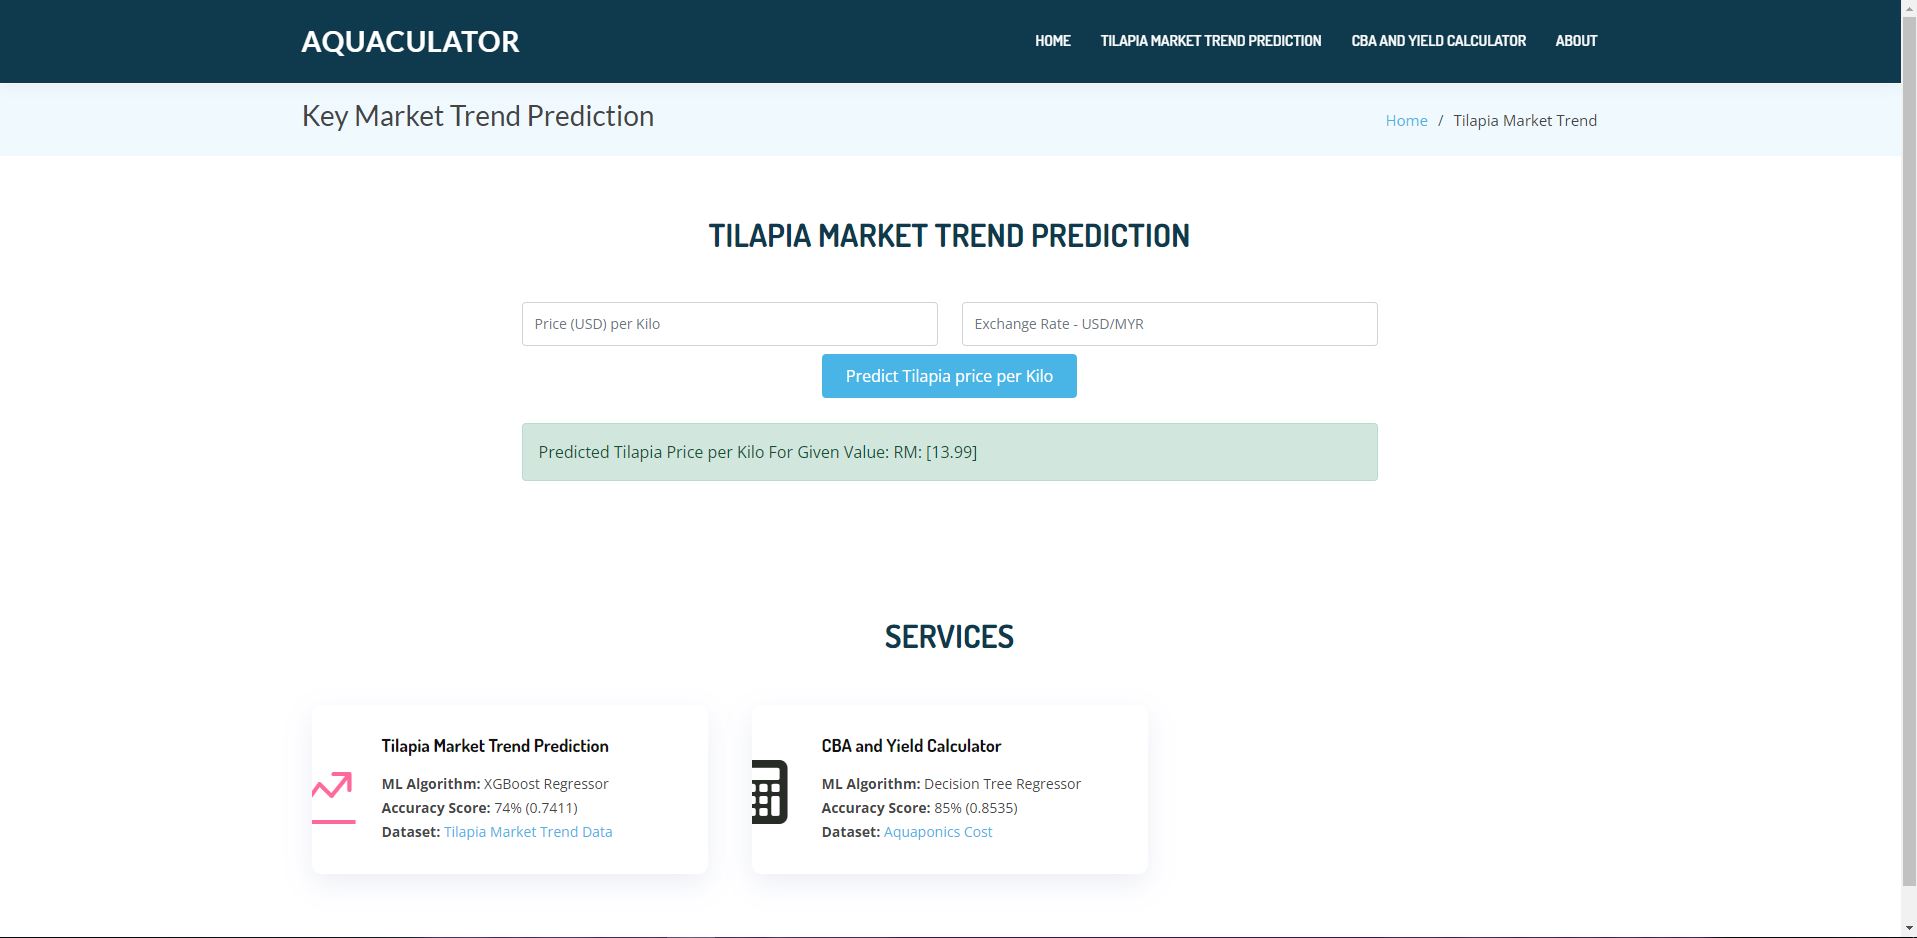 AQUACULATOR
HOME TILAPIA MARKET TREND PREDICTION CBA AND YIELD CALCULATOR ABOUT
Key Market Trend Prediction
Home / Tilapia Market Trend
TILAPIA MARKET TREND PREDICTION
Price (USD) per Kilo
Exchange Rate - USD/MYR
Predict Tilapia price per Kilo
Predicted Tilapia Price per Kilo For Given Value: RM: [13.99]
SERVICES
Tilapia Market Trend Prediction
ML Algorithm: XGBoost Regressor
Accuracy Score: 74% (0.7411)
Dataset: Tilapia Market Trend Data
CBA and Yield Calculator
ML Algorithm: Decision Tree Regressor
Accuracy Score: 85% (0.8535)
Dataset: Aquaponics Cost